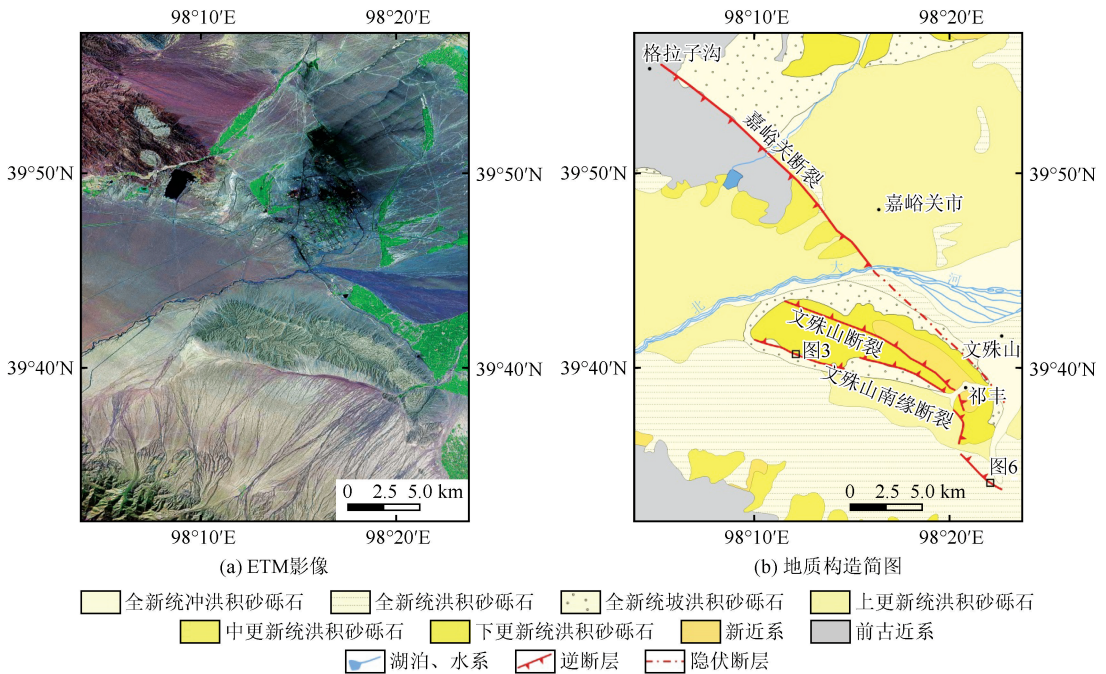 98°10′E
98°20′E
98°10′E
98°20′E
39°50′N
39°50′N
39°50′N
39°50′N
39°40′N
39°40′N
39°40′N
39°40′N
格拉子沟
嘉峪关断裂
嘉峪关市
北
大
河
文殊山断裂
图3
文殊山
文殊山南缘断裂
祁丰
图6
0 2.5 5.0 km
0 2.5 5.0 km
98°10′E
98°20′E
98°10′E
98°20′E
(a) ETM影像
(b) 地质构造简图
全新统冲洪积砂砾石
全新统洪积砂砾石
全新统坡洪积砂砾石
上更新统洪积砂砾石
中更新统洪积砂砾石
下更新统洪积砂砾石
新近系
前古近系
湖泊、水系
逆断层
隐伏断层